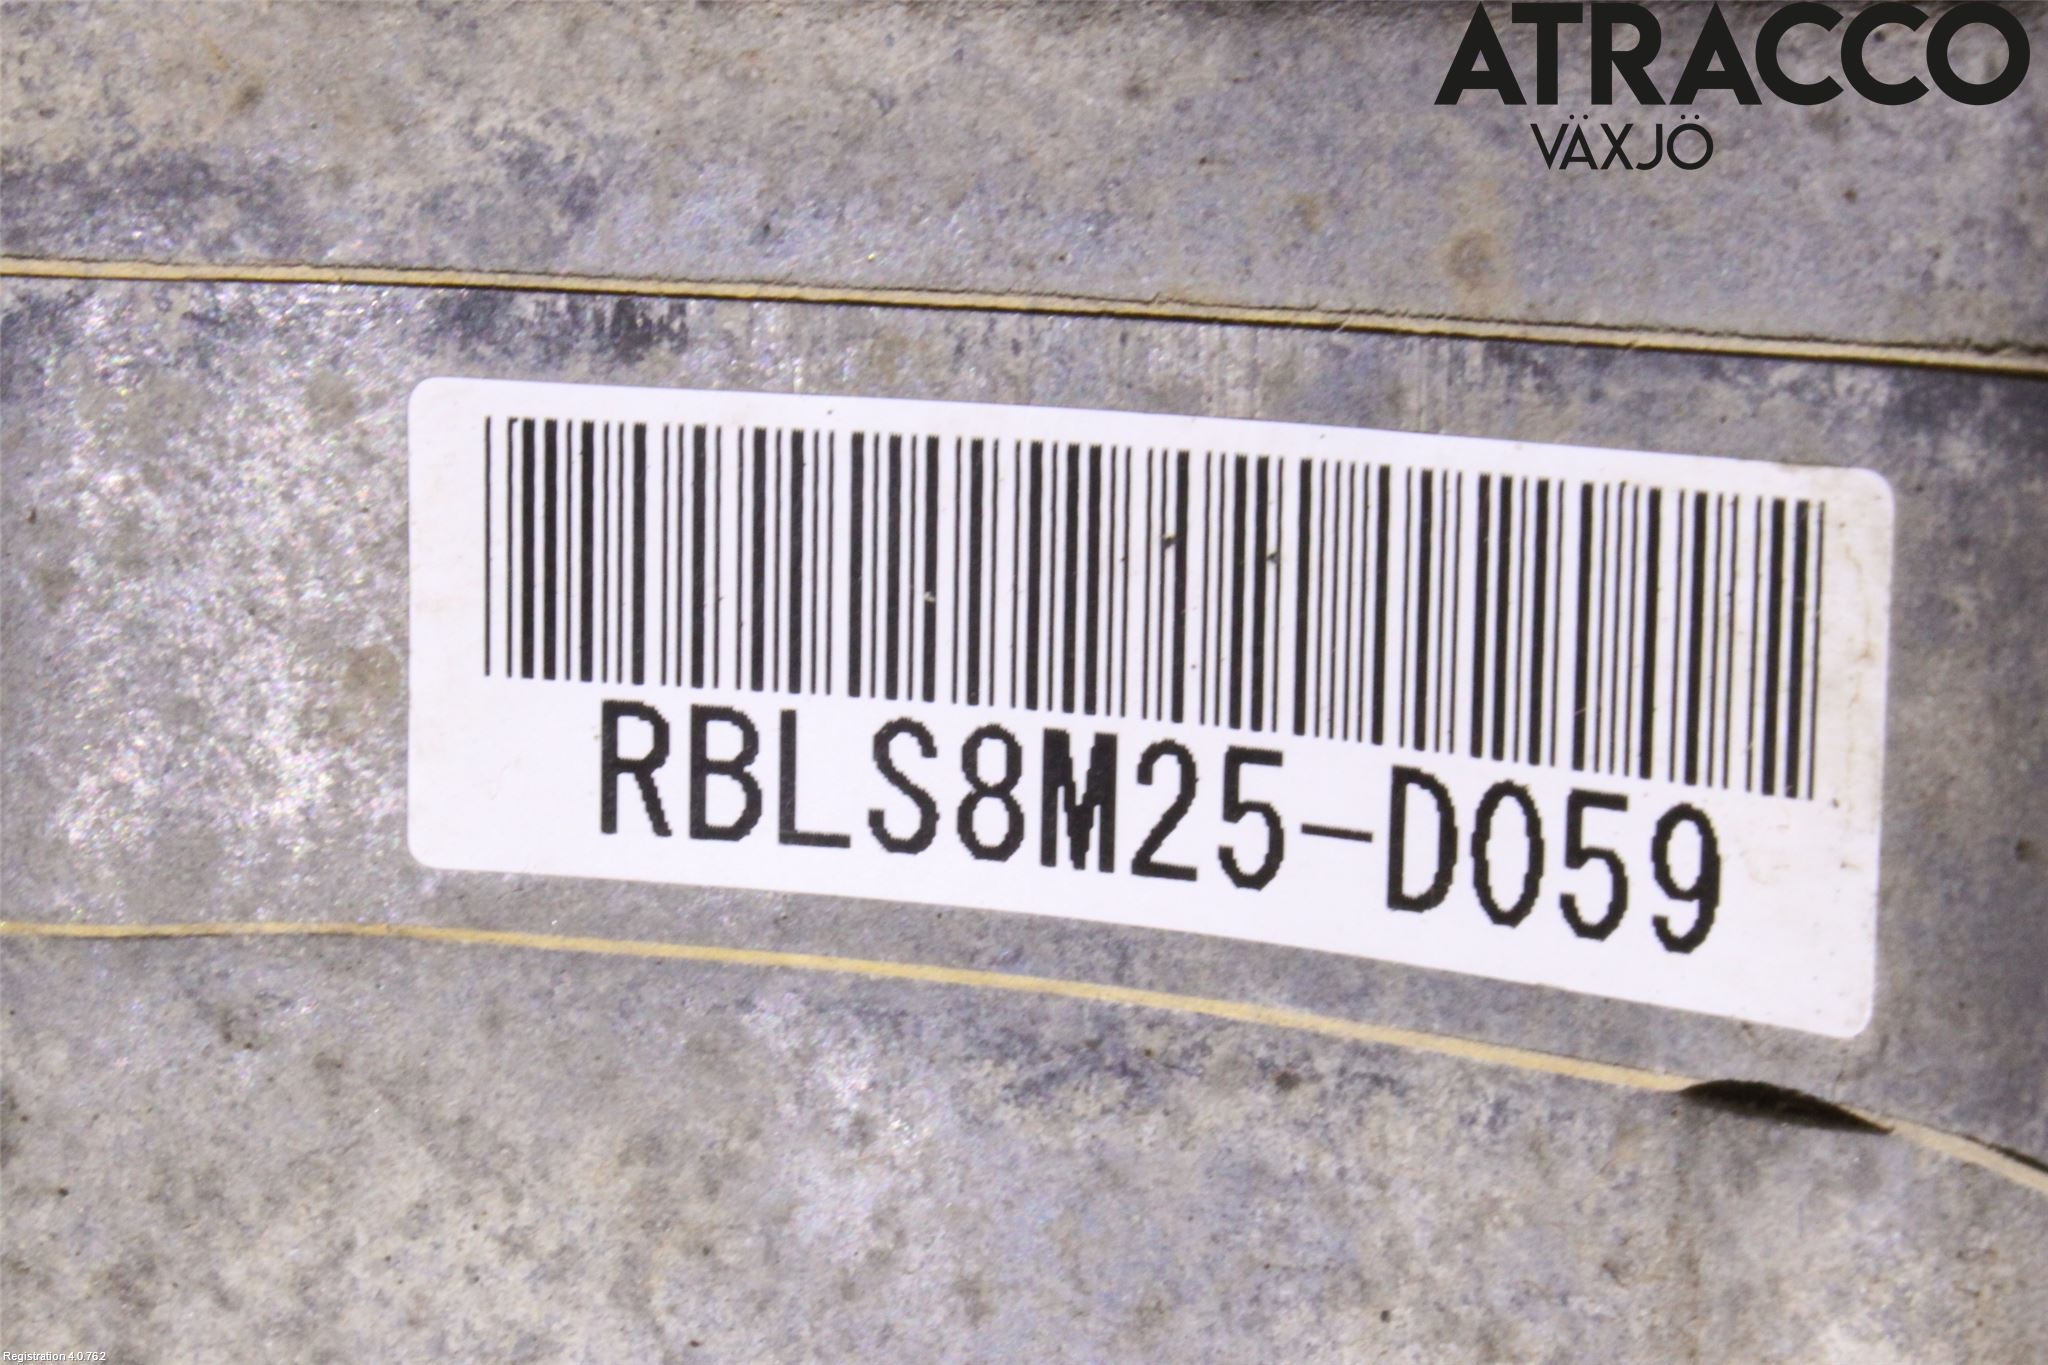 ATRACCO
VÄXJÖ
RBLS8M25-D059
Registration 4.0.762